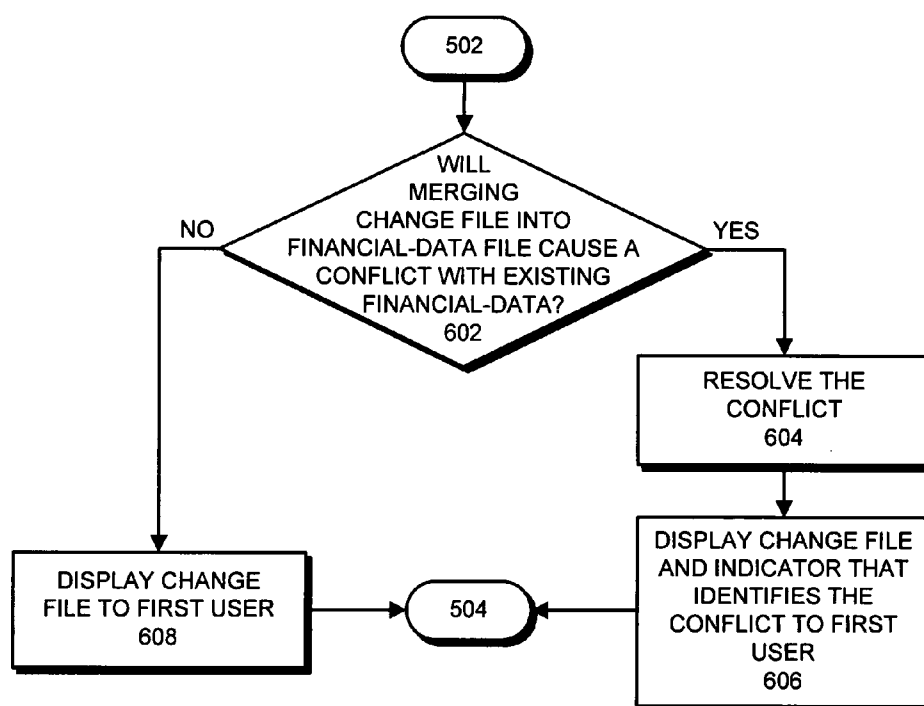 502
WILL
MERGING
CHANGE FILE INTO
FINANCIAL-DATA FILE CAUSE A
CONFLICT WITH EXISTING
FINANCIAL-DATA?
602
NO
YES
RESOLVE THE
CONFLICT
604
DISPLAY CHANGE FILE
AND INDICATOR THAT
IDENTIFIES THE
CONFLICT TO FIRST
USER
606
DISPLAY CHANGE
FILE TO FIRST USER
608
504